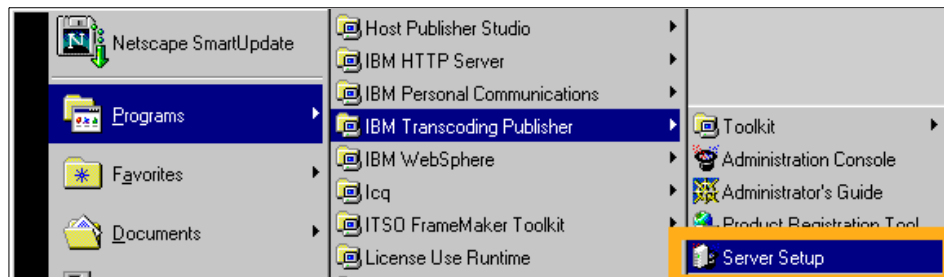 Netscape SmartUpdate
Programs
Favorites
Documents
Host Publisher Studio
IBM HTTP Server
IBM Personal Communications
IBM Transcoding Publisher
IBM WebSphere
Icq
ITSO FrameMaker Toolkit
License Use Runtime
Toolkit
Administration Console
Administrator's Guide
Product Registration Tool
Server Setup